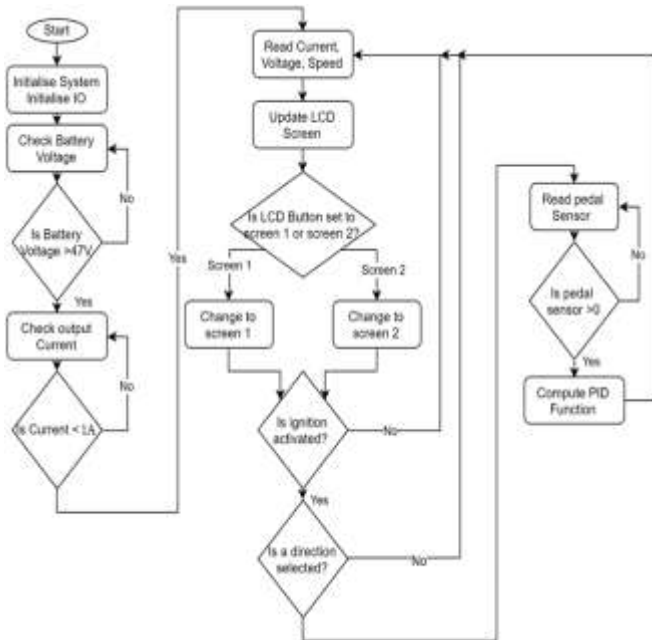 Start
Initialise System
Initialise IO
Check Battery
Voltage
No
Is Battery
Voltage >47V
Yes
Check output
Current
No
Is Current < 1A
Yes
Read Current,
Voltage, Speed
Update LCD
Screen
Is LCD Button set to
screen 1 or screen 2?
Screen 1
Screen 2
Change to
screen 1
Change to
screen 2
Is ignition
activated?
No
Yes
Is a direction
selected?
No
Read pedal
Sensor
No
Is pedal
sensor >0
Yes
Compute PID
Function